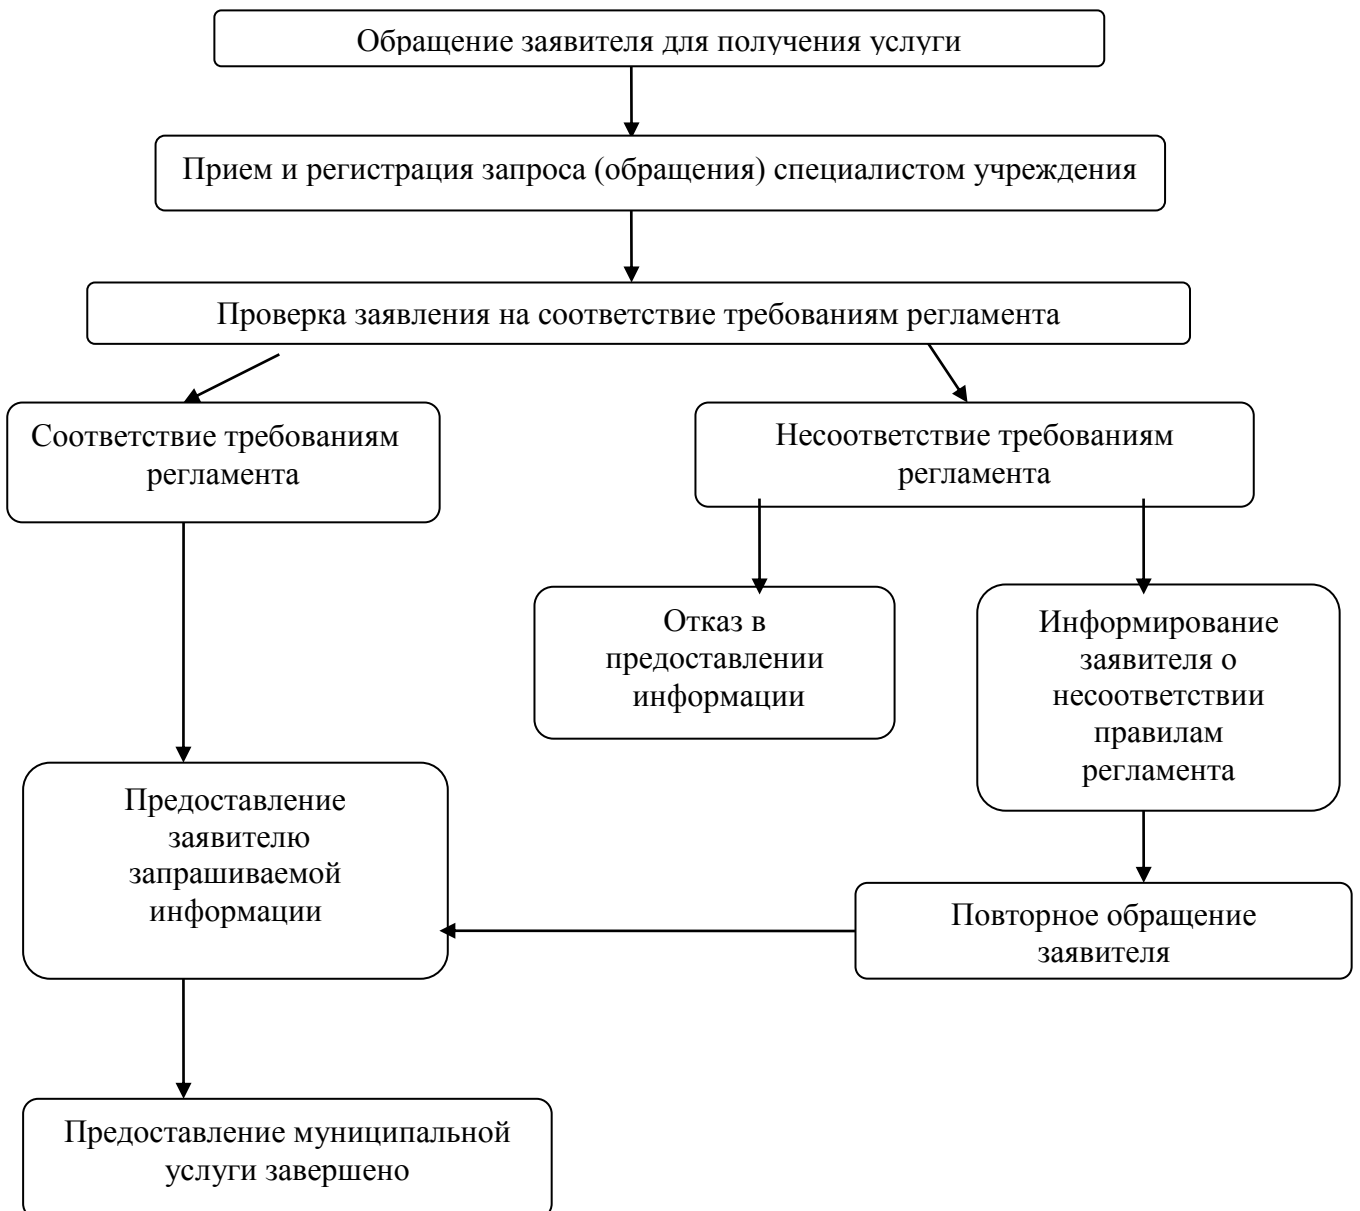 Обращение заявителя для получения услуги
Прием и регистрация запроса (обращения) специалистом учреждения
Проверка заявления на соответствие требованиям регламента
Соответствие требованиям
регламента
Несоответствие требованиям
регламента
Отказ в
предоставлении
информации
Информирование
заявителя о
несоответствии
правилам
регламента
Предоставление
заявителю
запрашиваемой
информации
Повторное обращение
заявителя
Предоставление муниципальной
услуги завершено